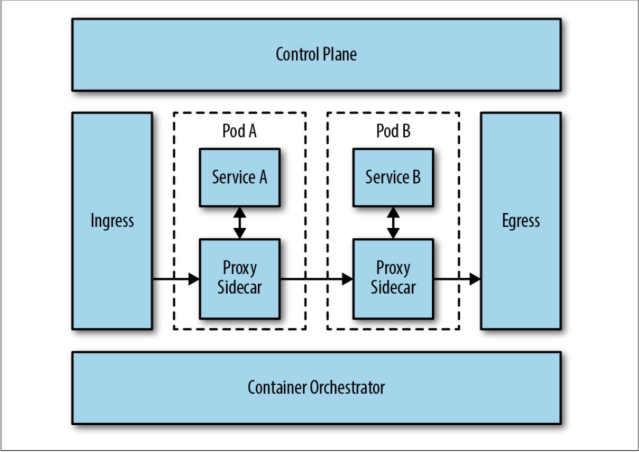 Control Plane
Pod A
Pod B
Service A
Service B
Ingress
Egress
Proxy
Sidecar
Proxy
Sidecar
Container Orchestrator